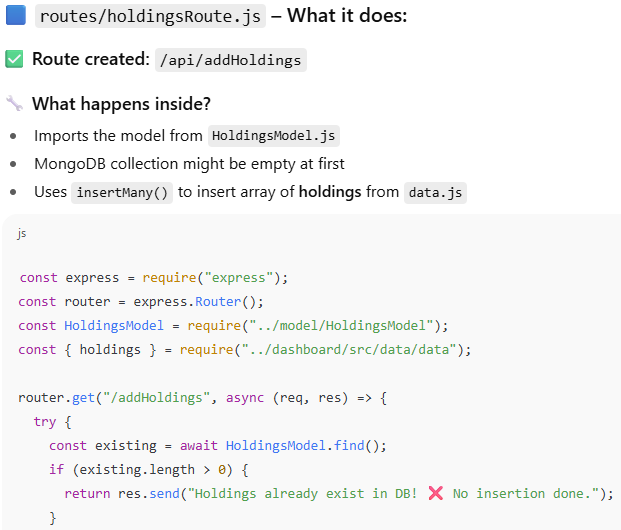 routes/holdingsRoute.js – What it does:
Route created: /api/addHoldings
What happens inside?
Imports the model from HoldingsModel.js
MongoDB collection might be empty at first
Uses insertMany() to insert array of holdings from data.js
js
const express = require("express");
const router = express.Router();
const HoldingsModel = require("../model/HoldingsModel");
const { holdings } = require("../dashboard/src/data/data");
router.get("/addHoldings", async (req, res) => {
try {
const existing = await HoldingsModel.find();
if (existing.length > 0) {
return res.send("Holdings already exist in DB! ❌ No insertion done.");
}